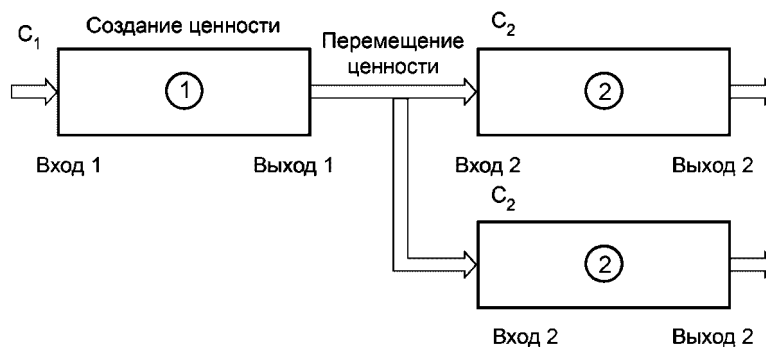 C1
Создание ценности
Перемещение
ценности
C2
1
2
Вход 1
Выход 1
Вход 2
Выход 2
C2
2
Вход 2
Выход 2